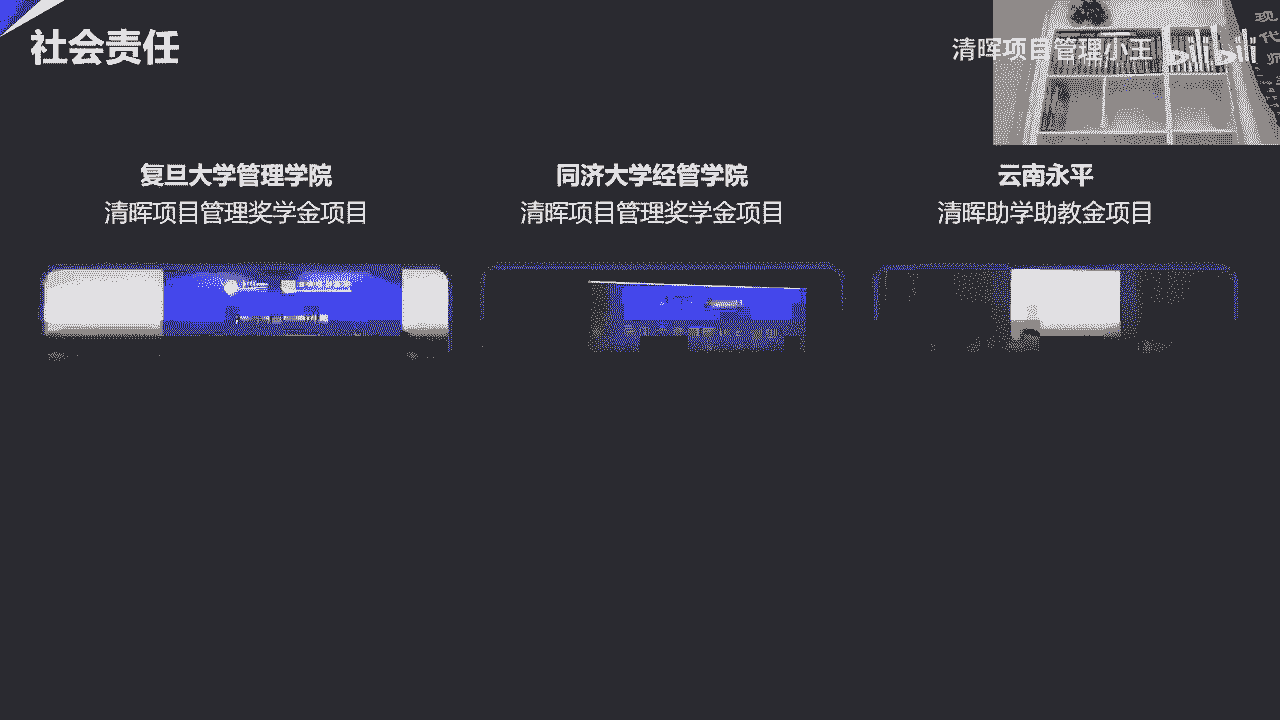 社会责任
清晖项目管理小王
bilibili
现
代
复旦大学管理学院
清晖项目管理奖学金项目
同济大学经管学院
清晖项目管理奖学金项目
云南永平
清晖助学助教金项目